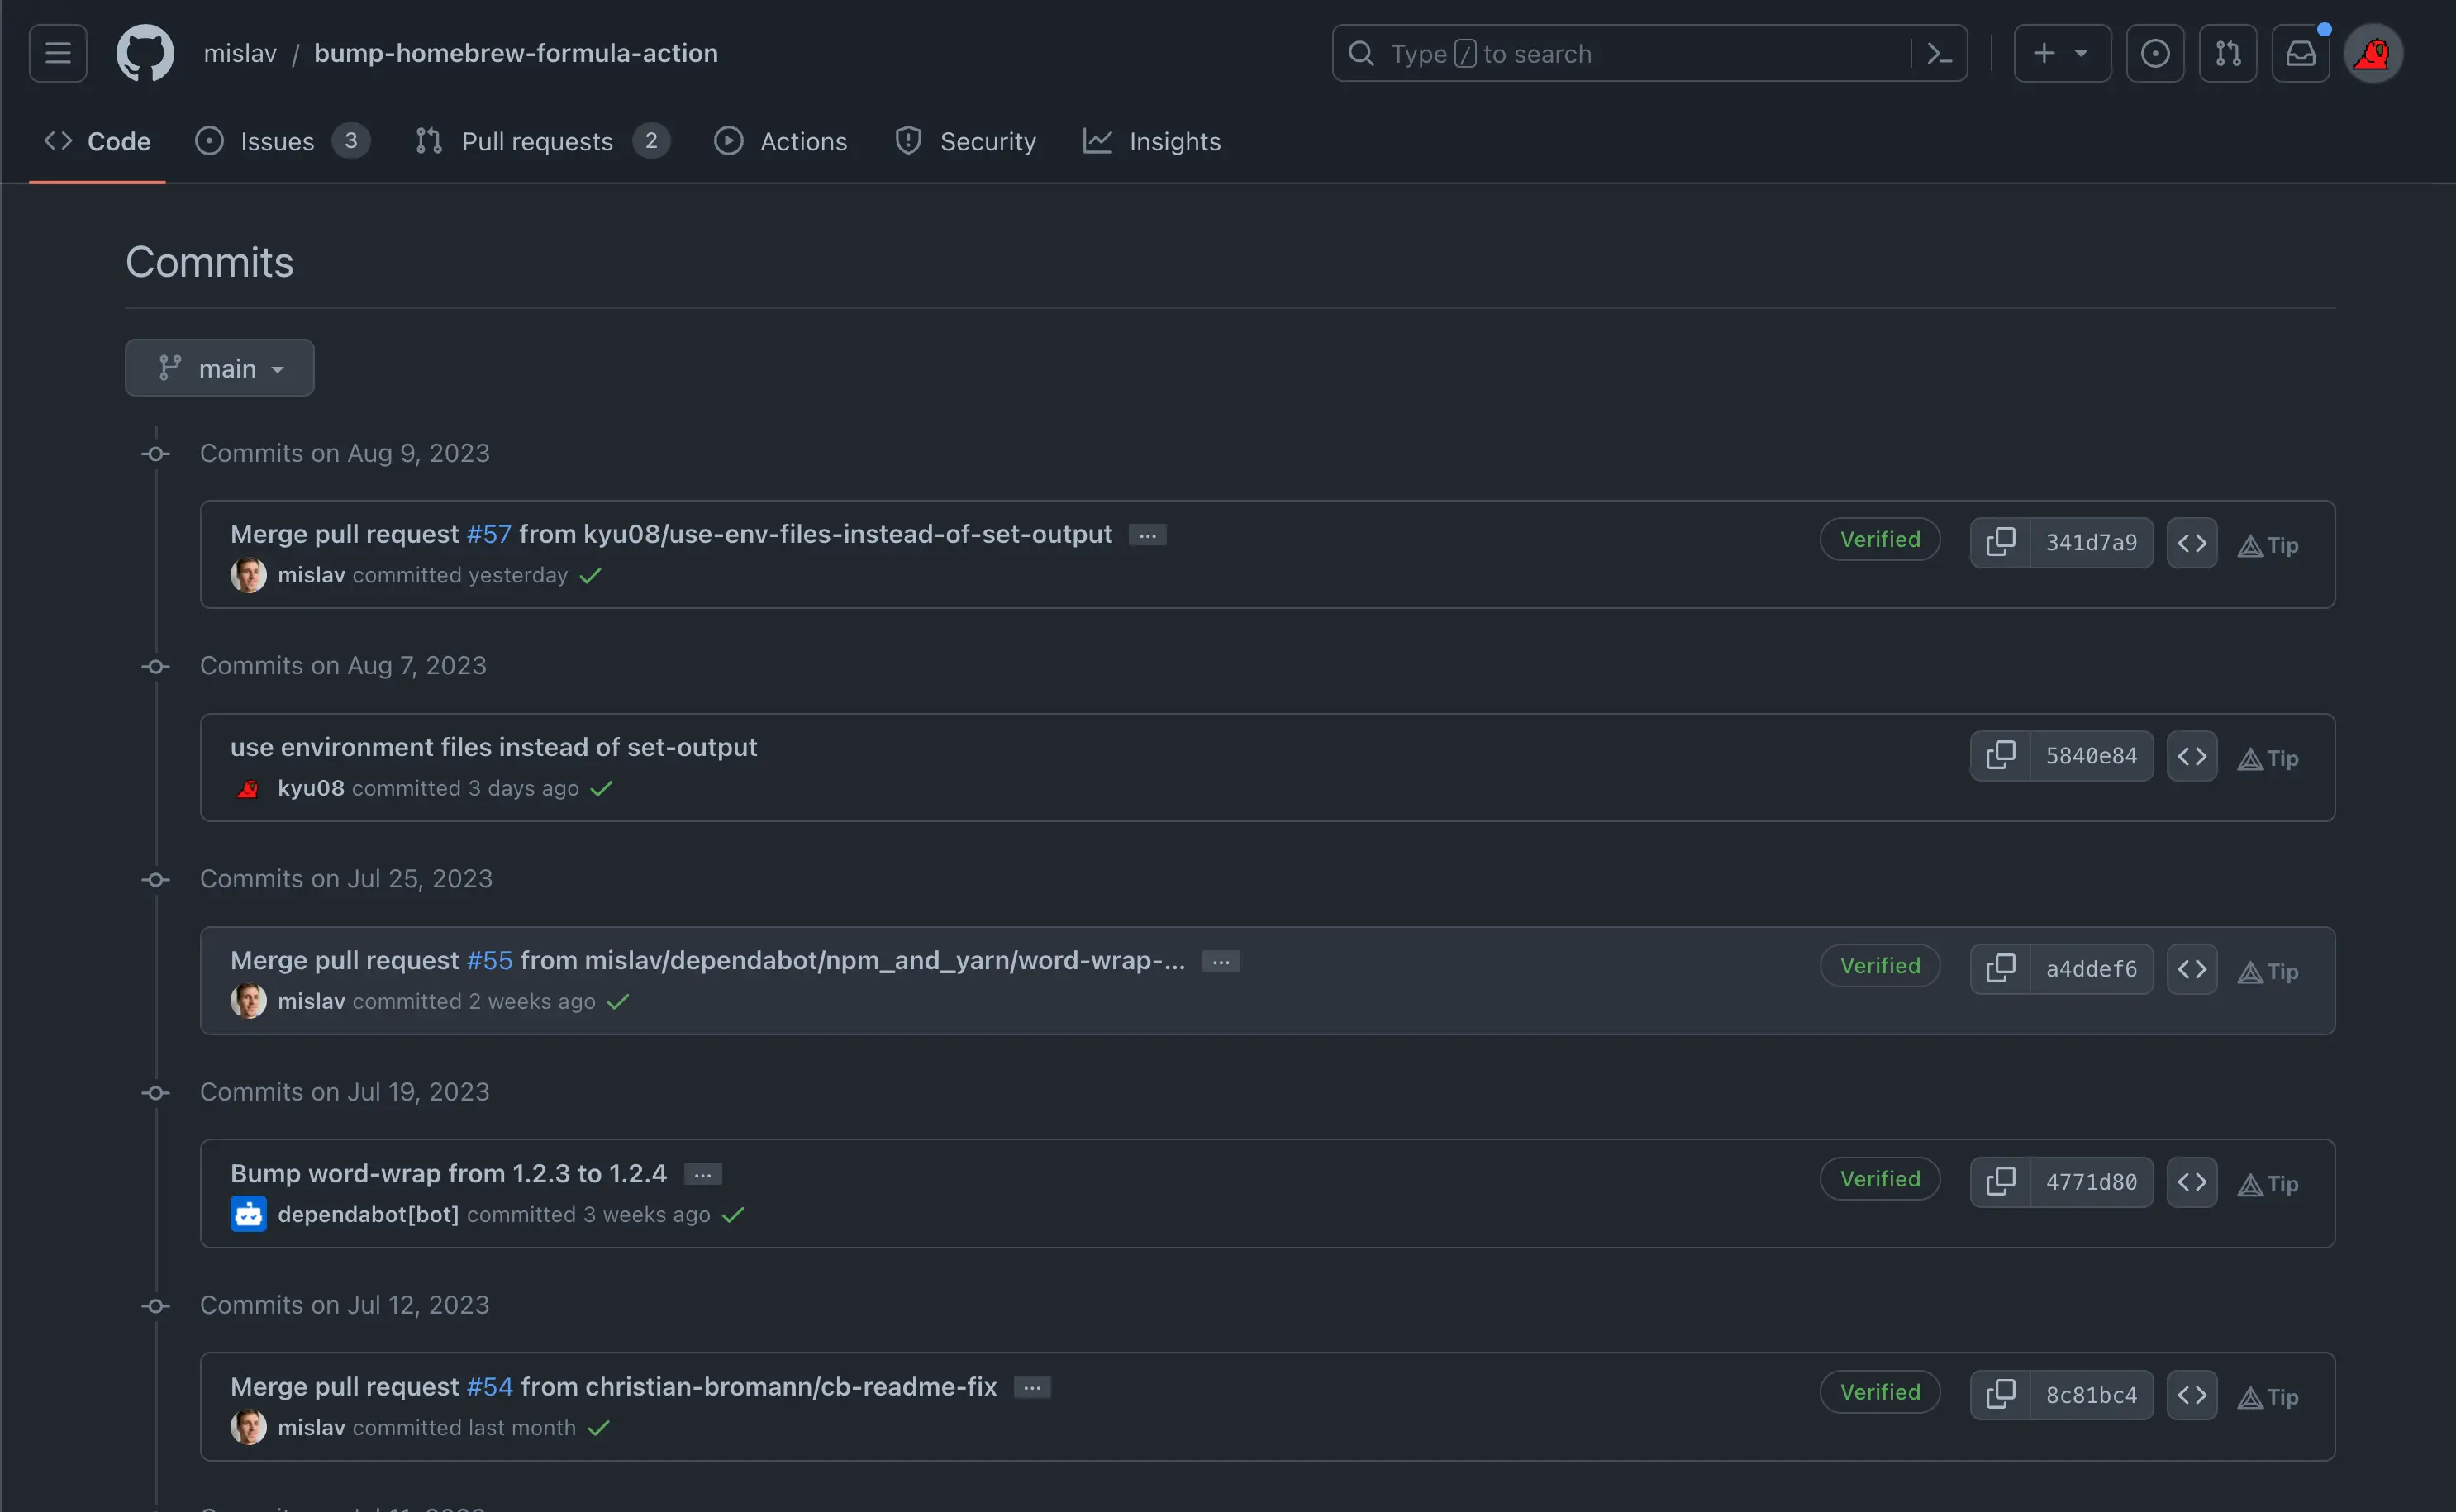 mislav / bump-homebrew-formula-action
Type / to search
Code
Issues 3
Pull requests 2
Actions
Security
Insights
Commits
main
Commits on Aug 9, 2023
Merge pull request #57 from kyu08/use-env-files-instead-of-set-output ...
Verified
341d7a9
Tip
mislav committed yesterday
Commits on Aug 7, 2023
use environment files instead of set-output
5840e84
Tip
kyu08 committed 3 days ago
Commits on Jul 25, 2023
Merge pull request #55 from mislav/dependabot/npm_and_yarn/word-wrap-... ...
Verified
a4ddef6
Tip
mislav committed 2 weeks ago
Commits on Jul 19, 2023
Bump word-wrap from 1.2.3 to 1.2.4 ...
Verified
4771d80
Tip
dependabot[bot] committed 3 weeks ago
Commits on Jul 12, 2023
Merge pull request #54 from christian-bromann/cb-readme-fix ...
Verified
8c81bc4
Tip
mislav committed last month